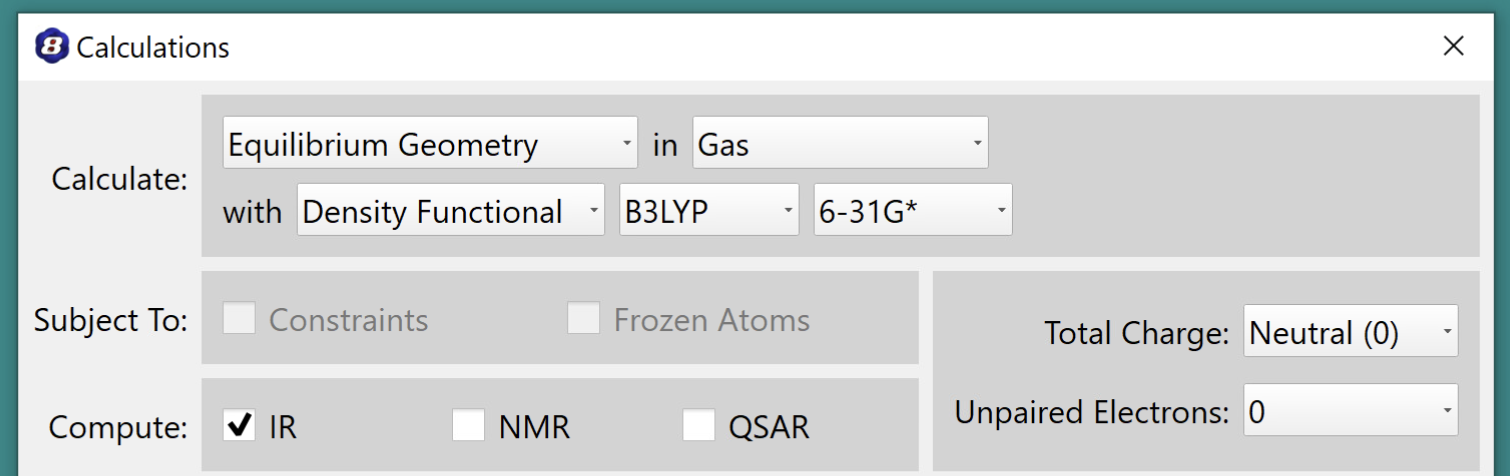 8 Calculations
Calculate: Equilibrium Geometry in Gas
with Density Functional B3LYP 6-31G*
Subject To: Constraints Frozen Atoms
Total Charge: Neutral (0)
Compute: IR NMR QSAR
Unpaired Electrons: 0